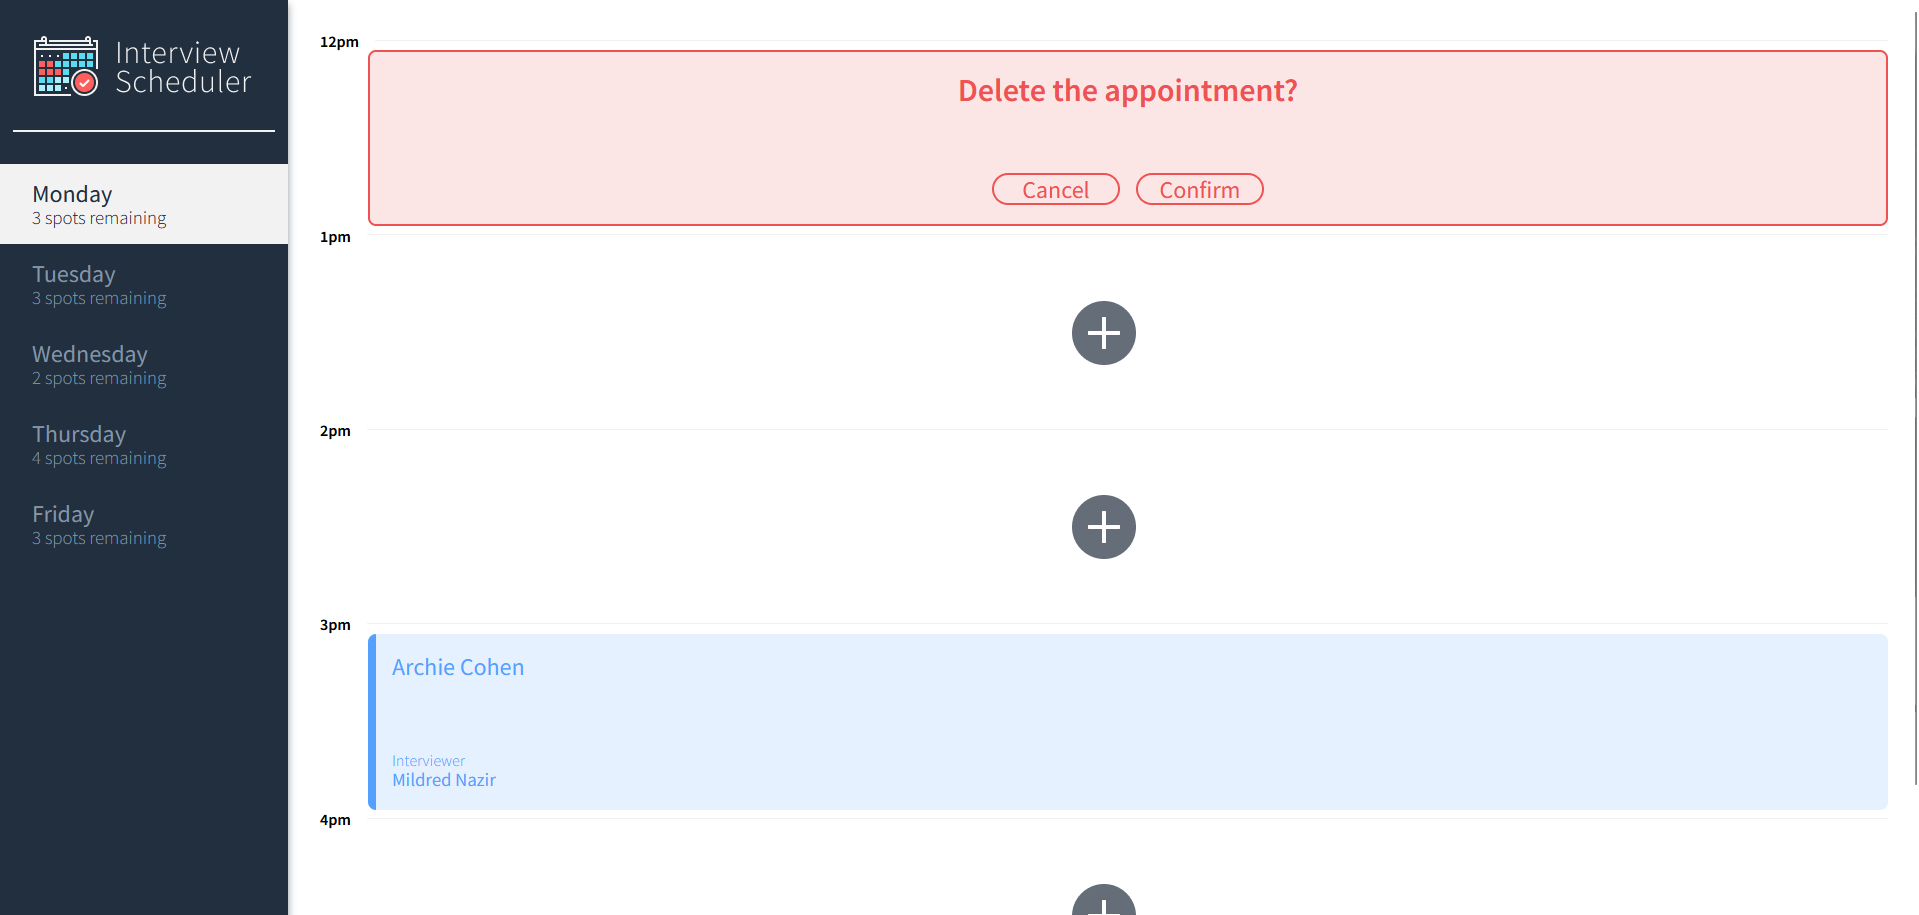 Interview
Scheduler
Monday
3 spots remaining
Tuesday
3 spots remaining
Wednesday
2 spots remaining
Thursday
4 spots remaining
Friday
3 spots remaining
12pm
Delete the appointment?
Cancel Confirm
1pm
2pm
3pm
Archie Cohen
Interviewer
Mildred Nazir
4pm